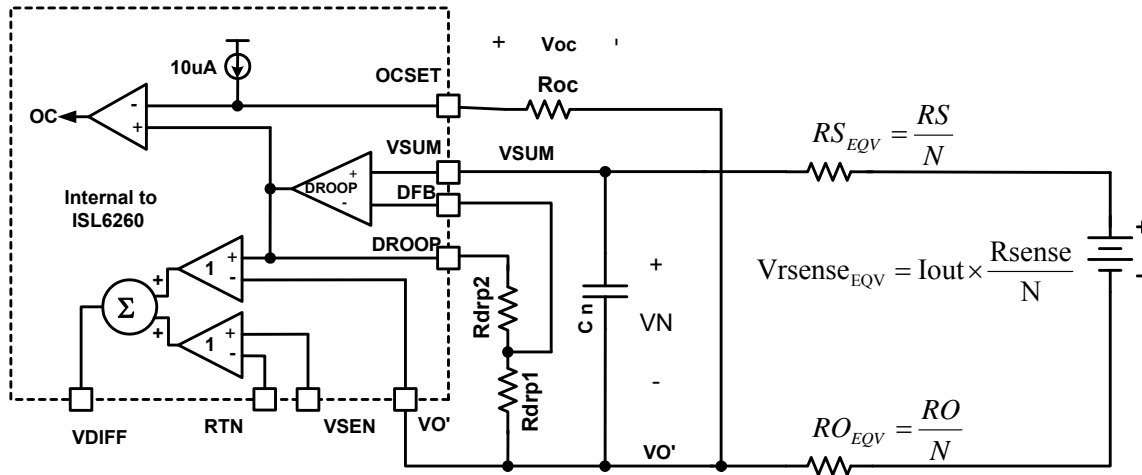 10uA
OCSET
+ Voc '
Roc
OC
-
+
VSUM
VSUM
+
DROOP
-
DFB
Internal to
ISL6260
DROOP
1
+
-
+
Σ
+
1
+
-
Rdrp2
Rdrp1
Cn
+
VN
-
RS_EQV = RS/N
Vrsense_EQV = Iout × Rsense/N
+
-
VDIFF
RTN
VSEN
VO'
VO'
RO_EQV = RO/N